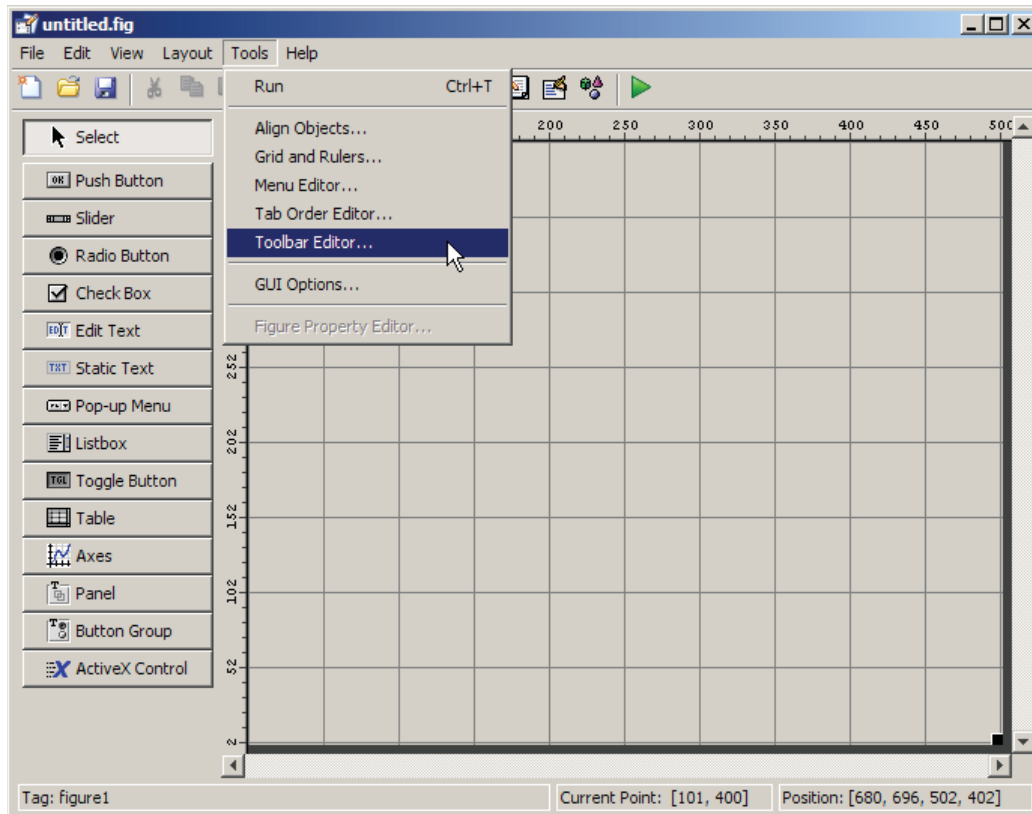 untitled.fig
File Edit View Layout Tools Help
Run Ctrl+T
Align Objects...
Grid and Rulers...
Menu Editor...
Tab Order Editor...
Toolbar Editor...
GUI Options...
Figure Property Editor...
Select
OK Push Button
Slider
Radio Button
Check Box
EDIT Edit Text
TXT Static Text
Pop-up Menu
Listbox
TGL Toggle Button
Table
Axes
Panel
Button Group
ActiveX Control
200 250 300 350 400 450 500
252
202
152
102
52
2
Tag: figure1
Current Point: [101, 400]
Position: [680, 696, 502, 402]